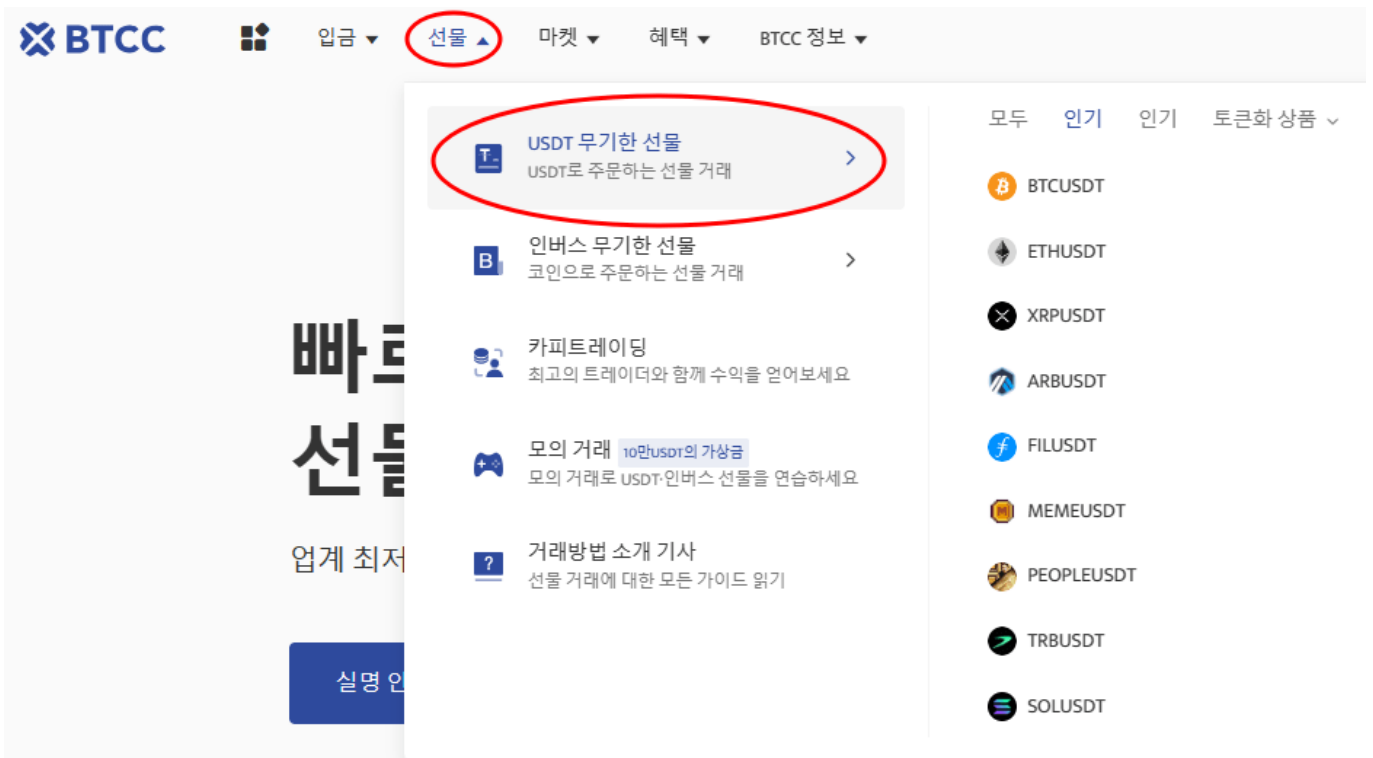 BTCC
입금
선물
마켓
혜택
BTCC 정보
USDT 무기한 선물
USDT로 주문하는 선물 거래
인버스 무기한 선물
코인으로 주문하는 선물 거래
카피트레이딩
최고의 트레이더와 함께 수익을 얻어보세요
모의 거래 10만USDT의 가상금
모의 거래로 USDT·인버스 선물을 연습하세요
거래방법 소개 기사
선물 거래에 대한 모든 가이드 읽기
모두 인기 인기 토큰화 상품
BTCUSDT
ETHUSDT
XRPUSDT
ARBUSDT
FILUSDT
MEMEUSDT
PEOPLEUSDT
TRBUSDT
SOLUSDT
빠르
선물
업계 최저
실명 인